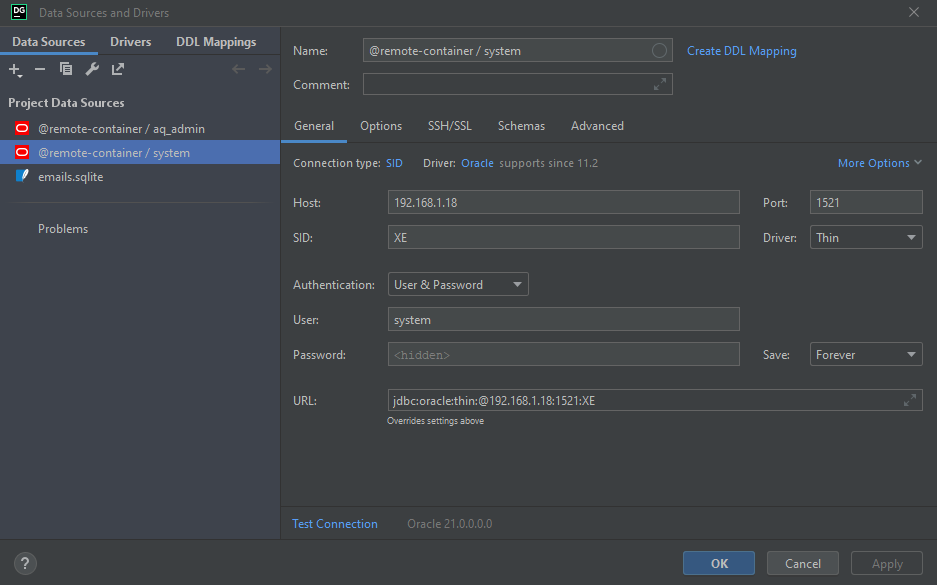 DG Data Sources and Drivers
Data Sources Drivers DDL Mappings
Project Data Sources
@remote-container / aq_admin
@remote-container / system
emails.sqlite
Problems
Name: @remote-container / system Create DDL Mapping
Comment:
General Options SSH/SSL Schemas Advanced
Connection type: SID Driver: Oracle supports since 11.2 More Options
Host: 192.168.1.18 Port: 1521
SID: XE Driver: Thin
Authentication: User & Password
User: system
Password: <hidden> Save: Forever
URL: jdbc:oracle:thin:@192.168.1.18:1521:XE
Overrides settings above
Test Connection Oracle 21.0.0.0.0
? OK Cancel Apply